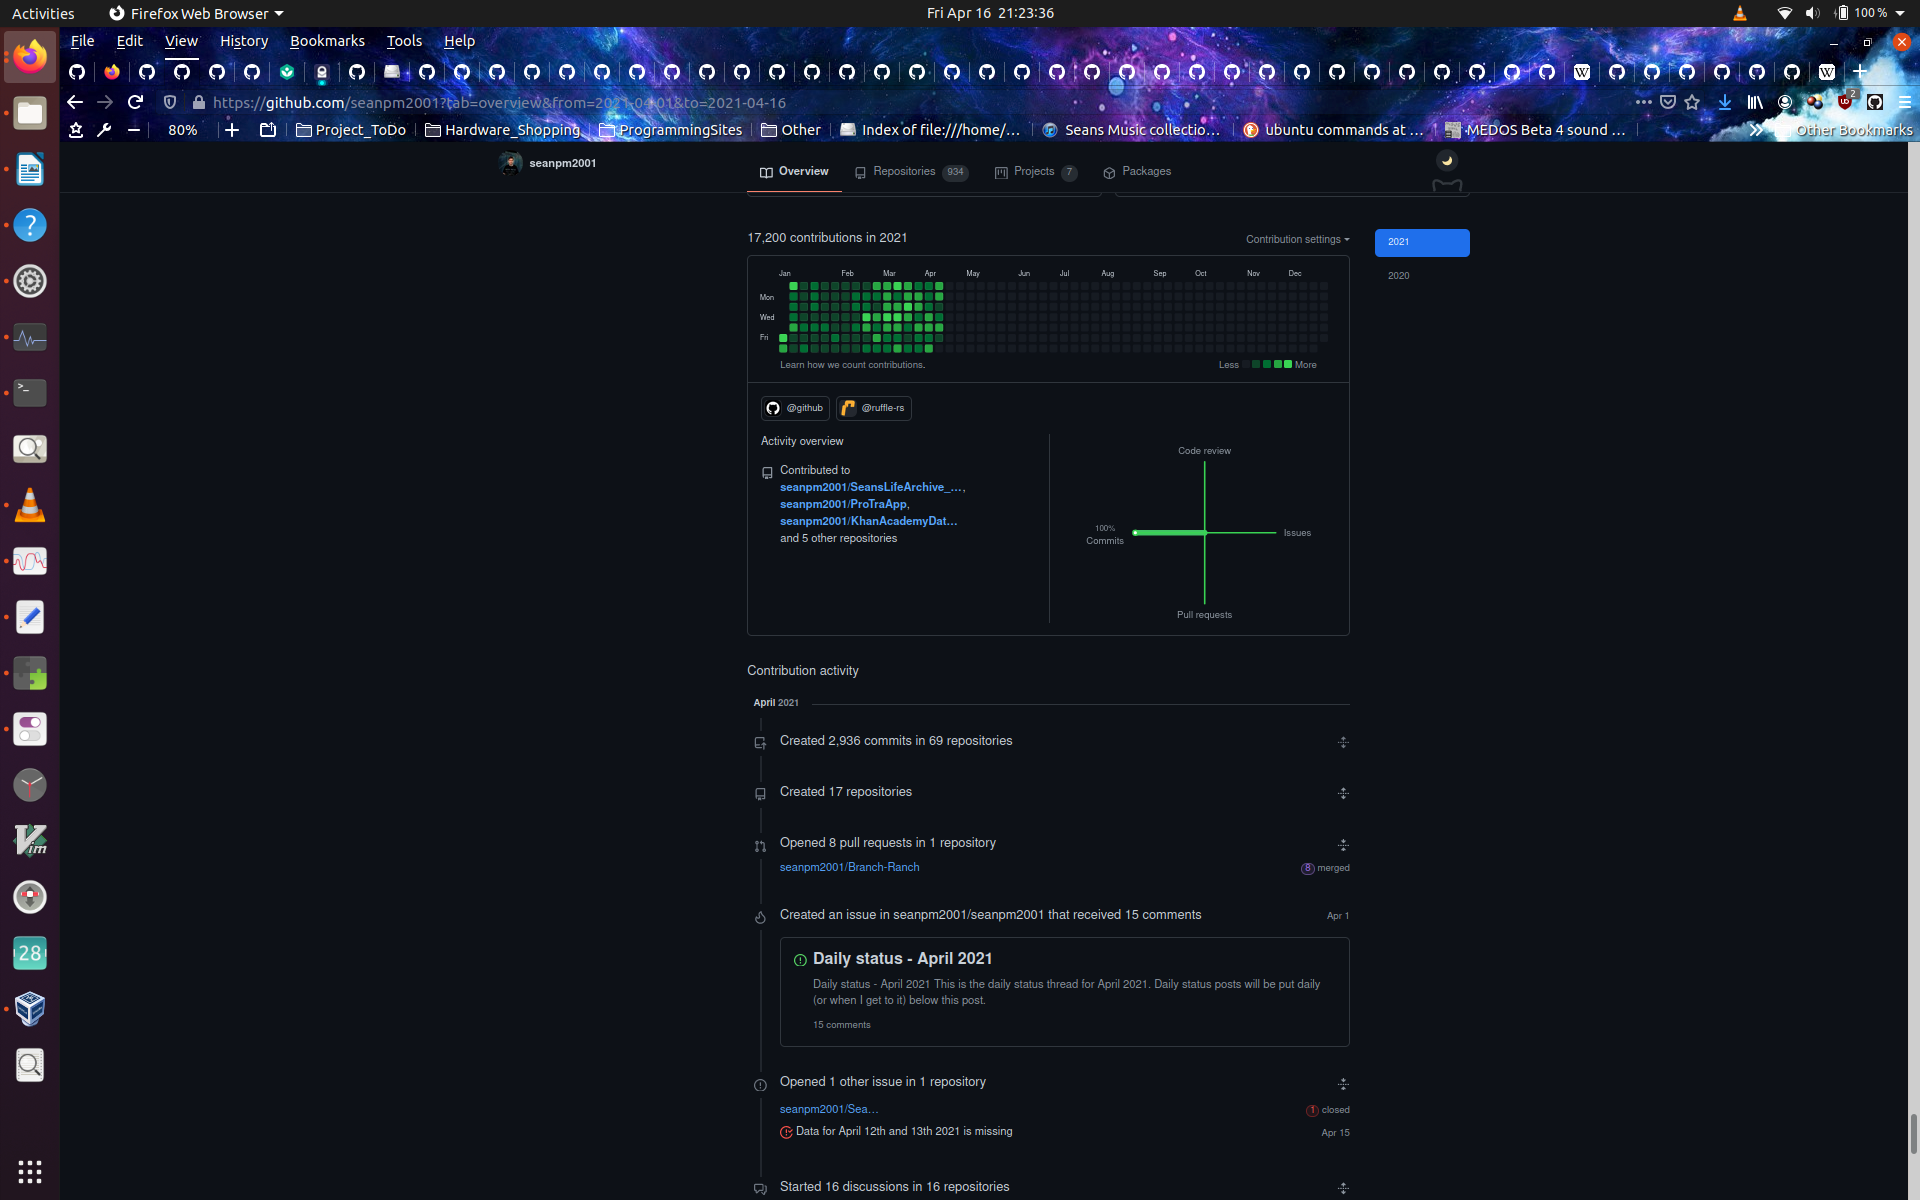 Activities
Firefox Web Browser
Fri Apr 16 21:23:36
100 %
File Edit View History Bookmarks Tools Help
https://github.com/seanpm2001?tab=overview&from=2021-04-01&to=2021-04-16
2
80%
Project_ToDo
Hardware_Shopping
ProgrammingSites
Other
Index of file:///home/…
Seans Music collectio…
ubuntu commands at …
MEDOS Beta 4 sound …
Other Bookmarks
seanpm2001
Overview
Repositories 934
Projects 7
Packages
17,200 contributions in 2021
Contribution settings
2021
2020
Jan Feb Mar Apr May Jun Jul Aug Sep Oct Nov Dec
Mon
Wed
Fri
Learn how we count contributions.
Less More
@github
@ruffle-rs
Activity overview
Contributed to
seanpm2001/SeansLifeArchive_…,
seanpm2001/ProTraApp,
seanpm2001/KhanAcademyDat…
and 5 other repositories
Code review
100%
Commits
Issues
Pull requests
Contribution activity
April 2021
Created 2,936 commits in 69 repositories
Created 17 repositories
Opened 8 pull requests in 1 repository
seanpm2001/Branch-Ranch
8 merged
Created an issue in seanpm2001/seanpm2001 that received 15 comments
Apr 1
Daily status - April 2021
Daily status - April 2021 This is the daily status thread for April 2021. Daily status posts will be put daily
(or when I get to it) below this post.
15 comments
Opened 1 other issue in 1 repository
seanpm2001/Sea…
1 closed
Data for April 12th and 13th 2021 is missing
Apr 15
Started 16 discussions in 16 repositories
28
Vim